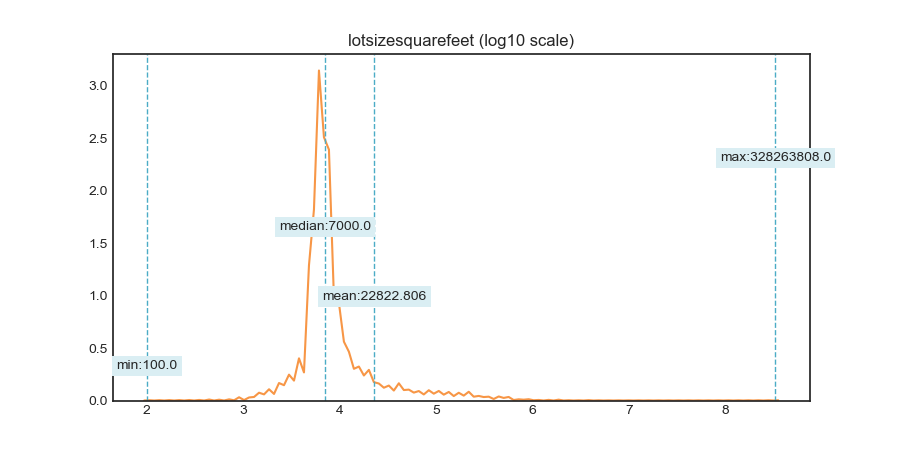 lotsizesquarefeet (log10 scale)
3.0
2.5
max:328263808.0
2.0
median:7000.0
1.5
mean:22822.806
1.0
min:100.0
0.5
0.0
2 3 4 5 6 7 8